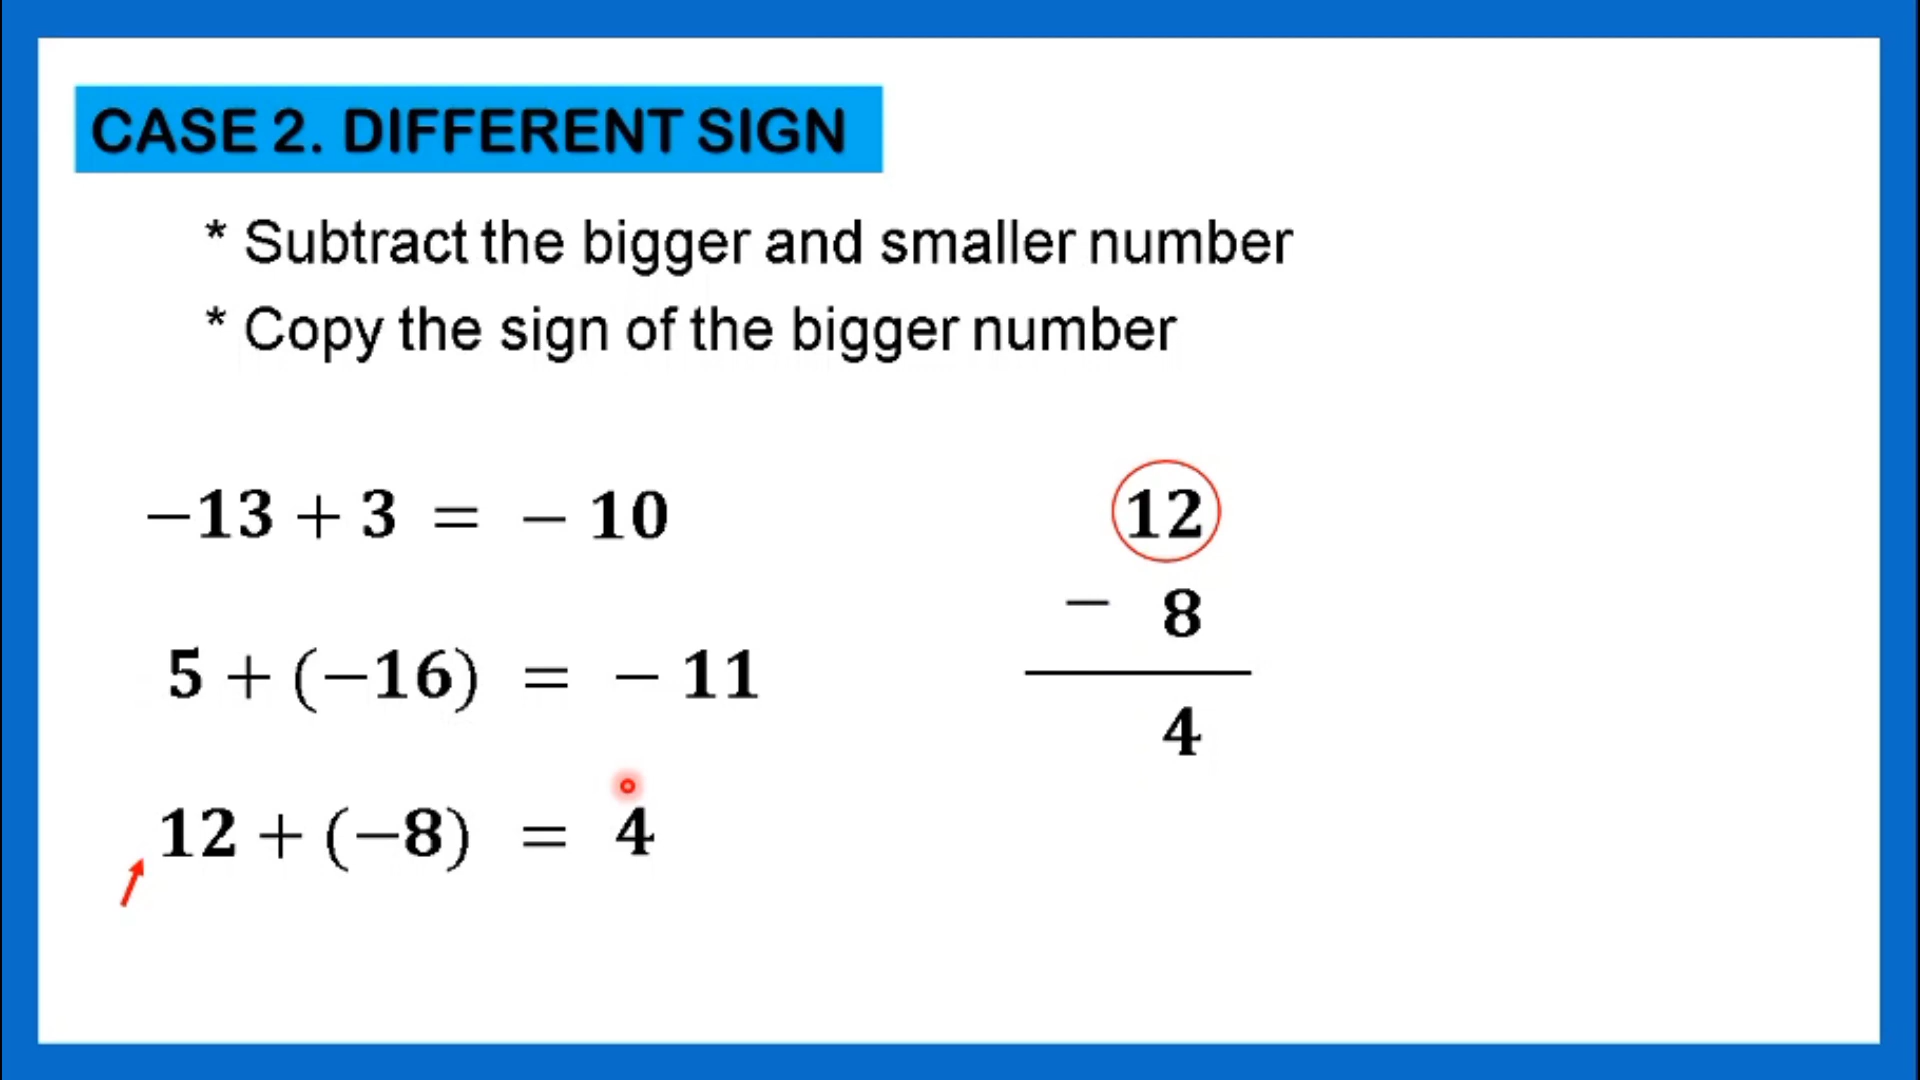 CASE 2. DIFFERENT SIGN
* Subtract the bigger and smaller number
* Copy the sign of the bigger number
−13 + 3 = − 10
5 + (−16) = − 11
12 + (−8) = 4
12
− 8
4